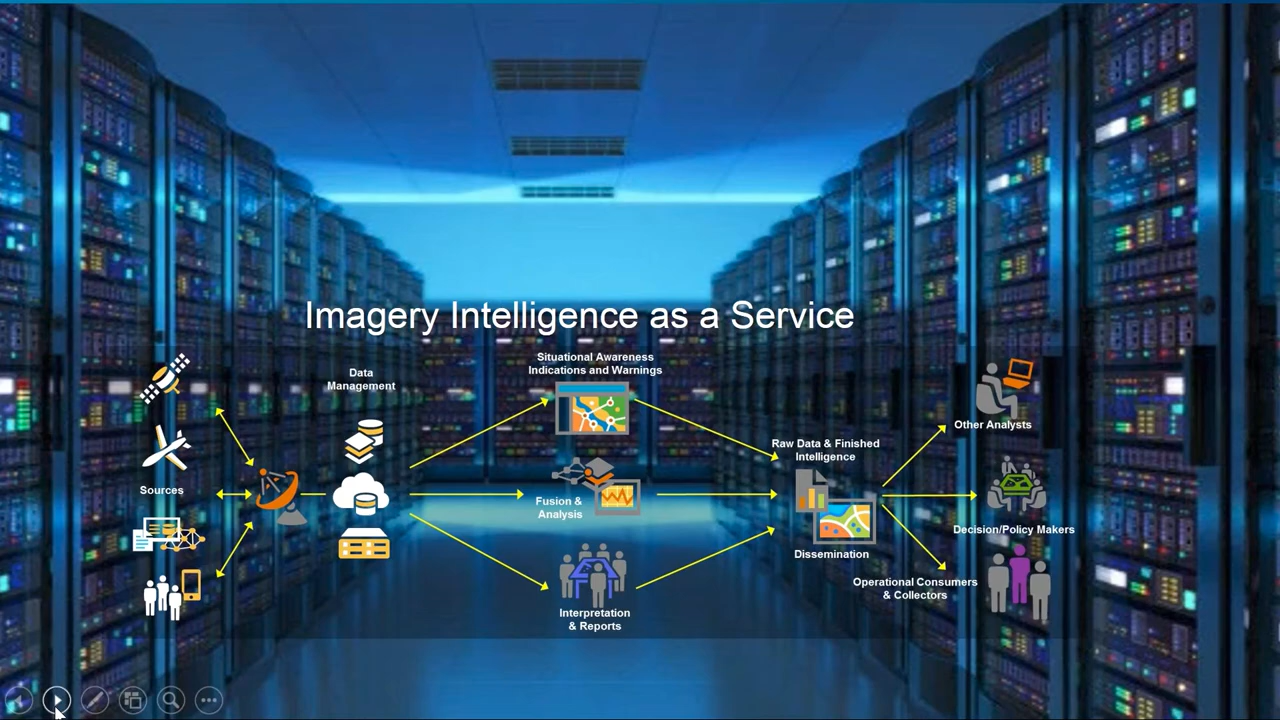 Imagery Intelligence as a Service
Sources
Data
Management
Situational Awareness
Indications and Warnings
Fusion &
Analysis
Interpretation
& Reports
Raw Data & Finished
Intelligence
Dissemination
Other Analysts
Decision/Policy Makers
Operational Consumers
& Collectors